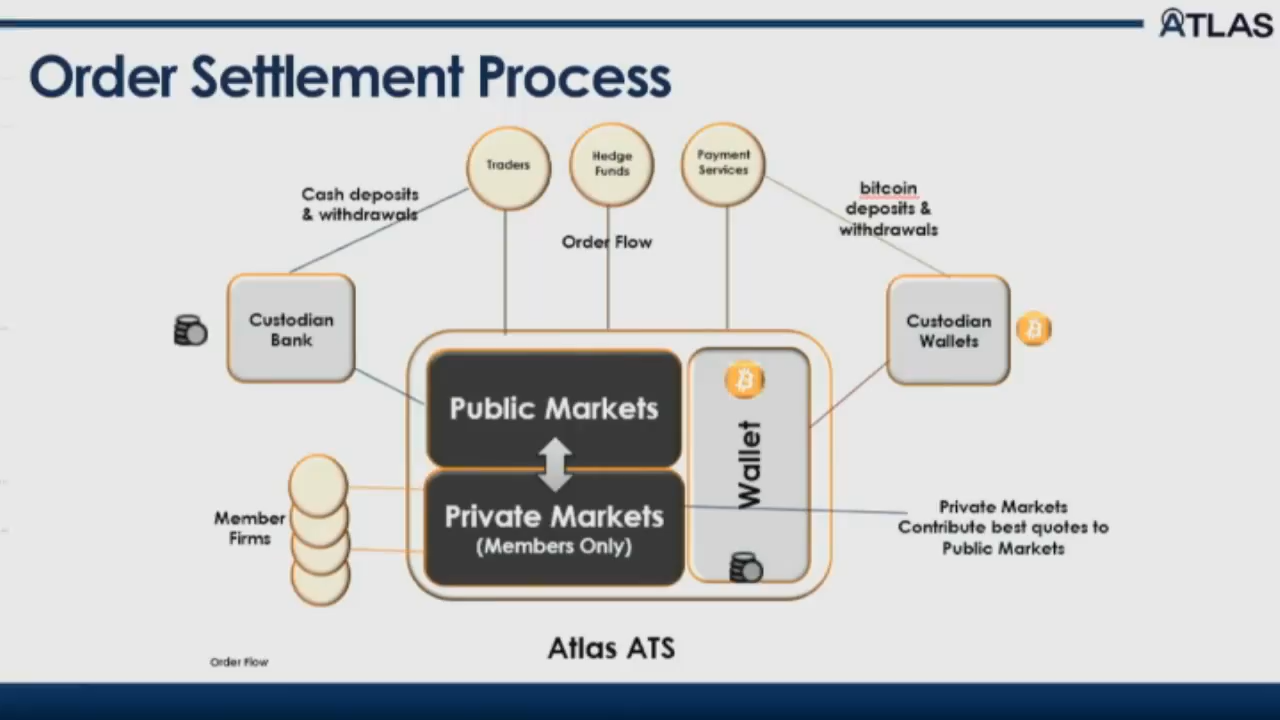 ATLAS
Order Settlement Process
Traders
Hedge
Funds
Payment
Services
Cash deposits
& withdrawals
bitcoin
deposits &
withdrawals
Order Flow
Custodian
Bank
Custodian
Wallets
Public Markets
Wallet
Private Markets
(Members Only)
Member
Firms
Private Markets
Contribute best quotes to
Public Markets
Atlas ATS
Order Flow